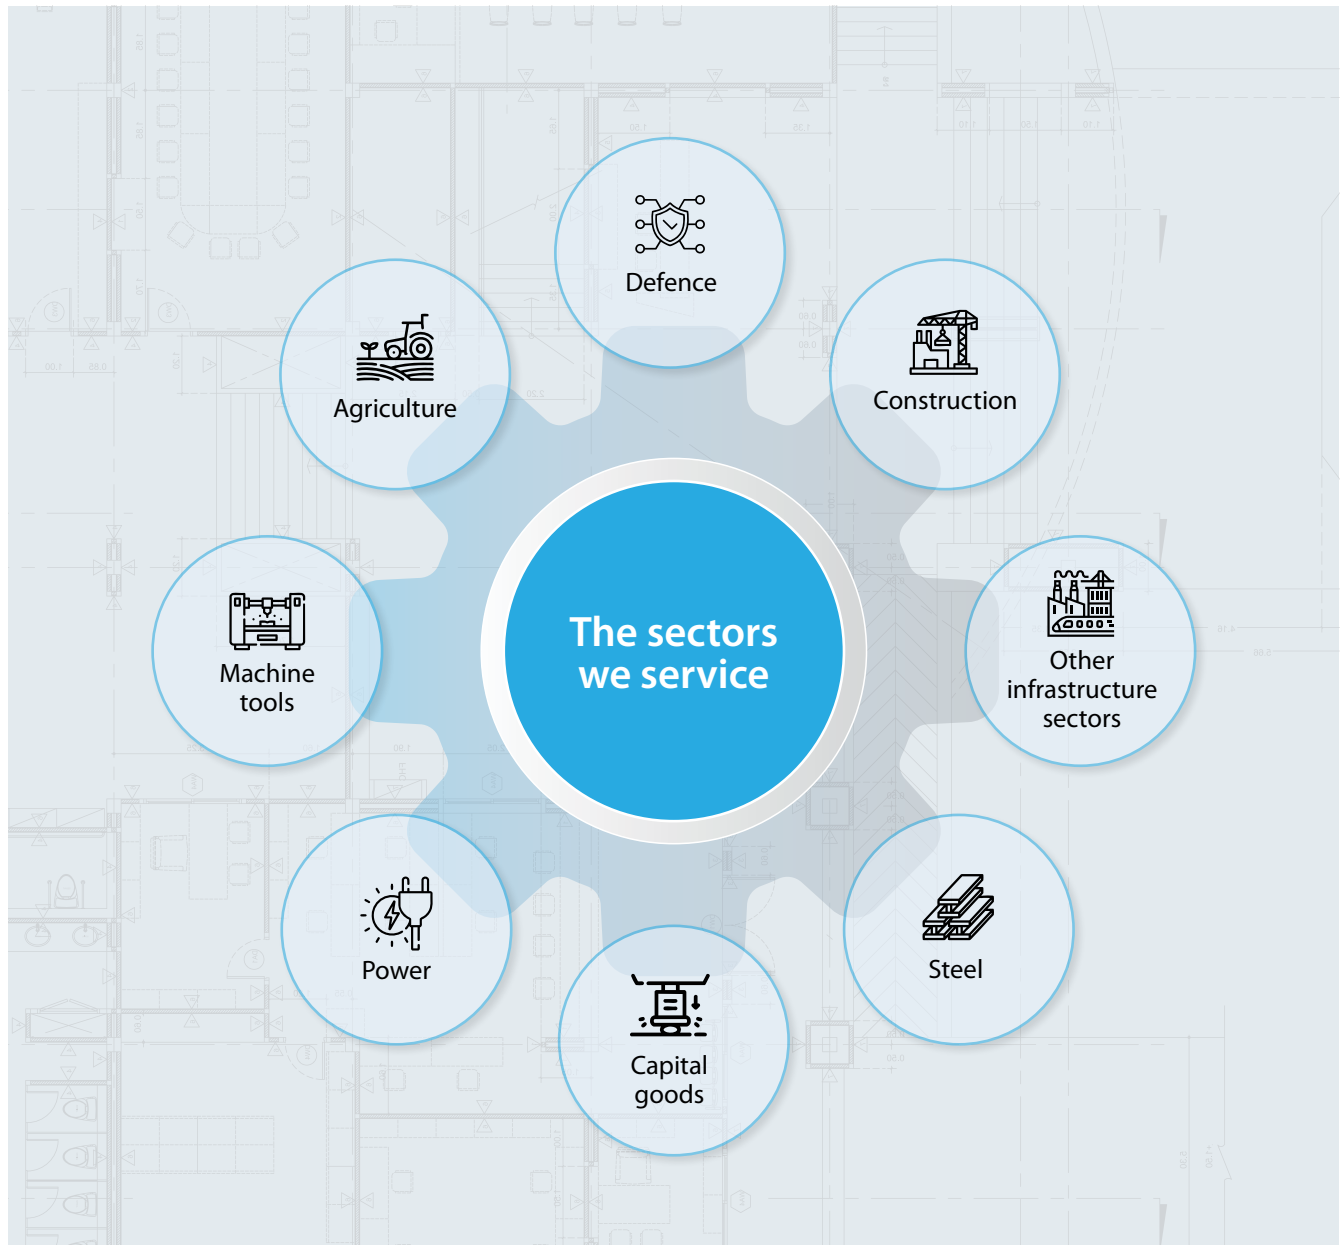 Defence
Agriculture
Construction
The sectors
we service
Machine
tools
Other
infrastructure
sectors
Power
Steel
Capital
goods